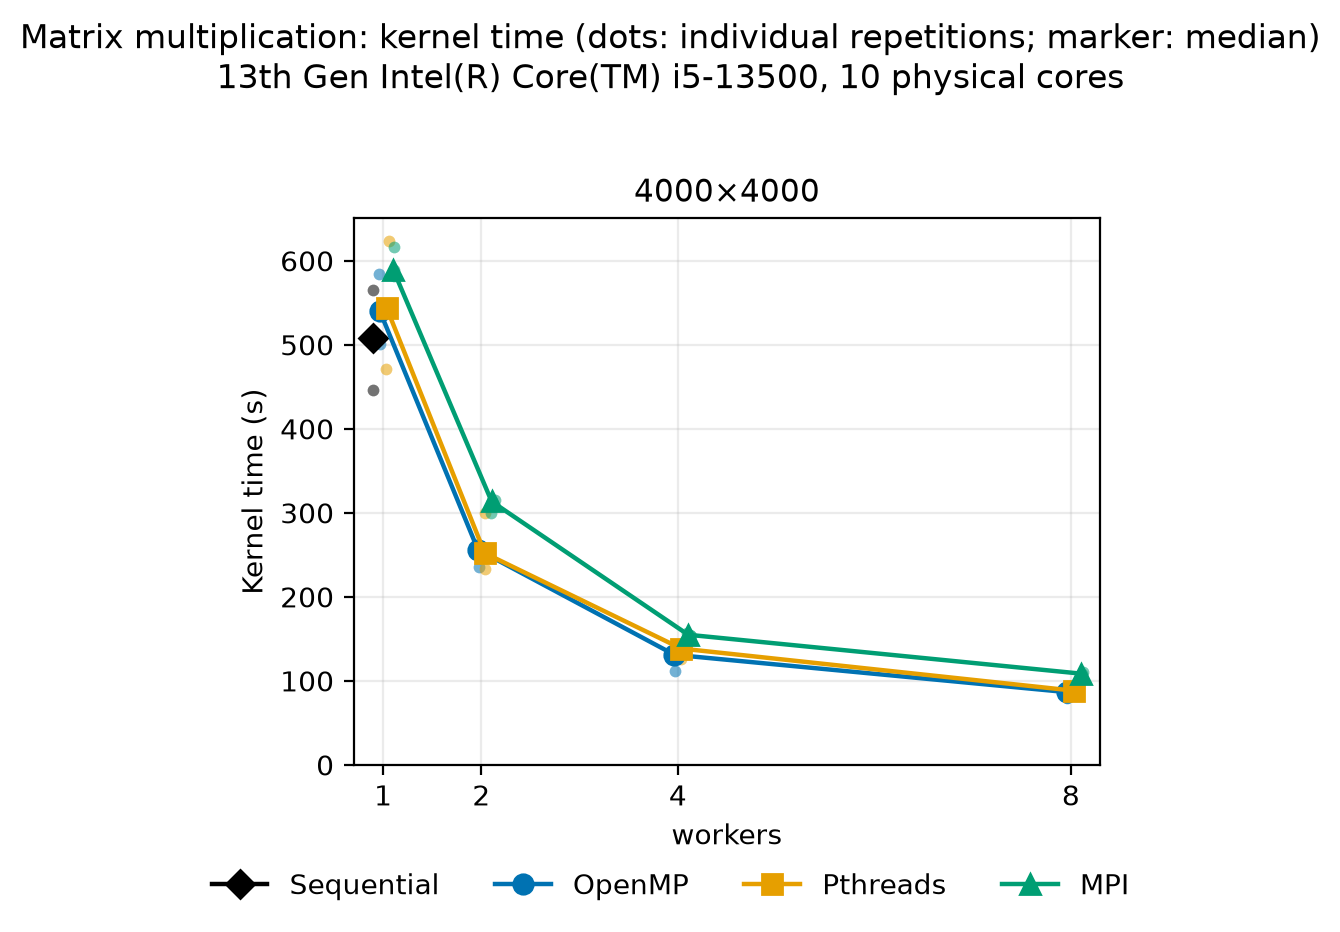 Matrix multiplication: kernel time (dots: individual repetitions; marker: median)
13th Gen Intel(R) Core(TM) i5-13500, 10 physical cores
4000×4000
600
500
400
300
200
100
0
Kernel time (s)
1 2 4 8
workers
Sequential OpenMP Pthreads MPI